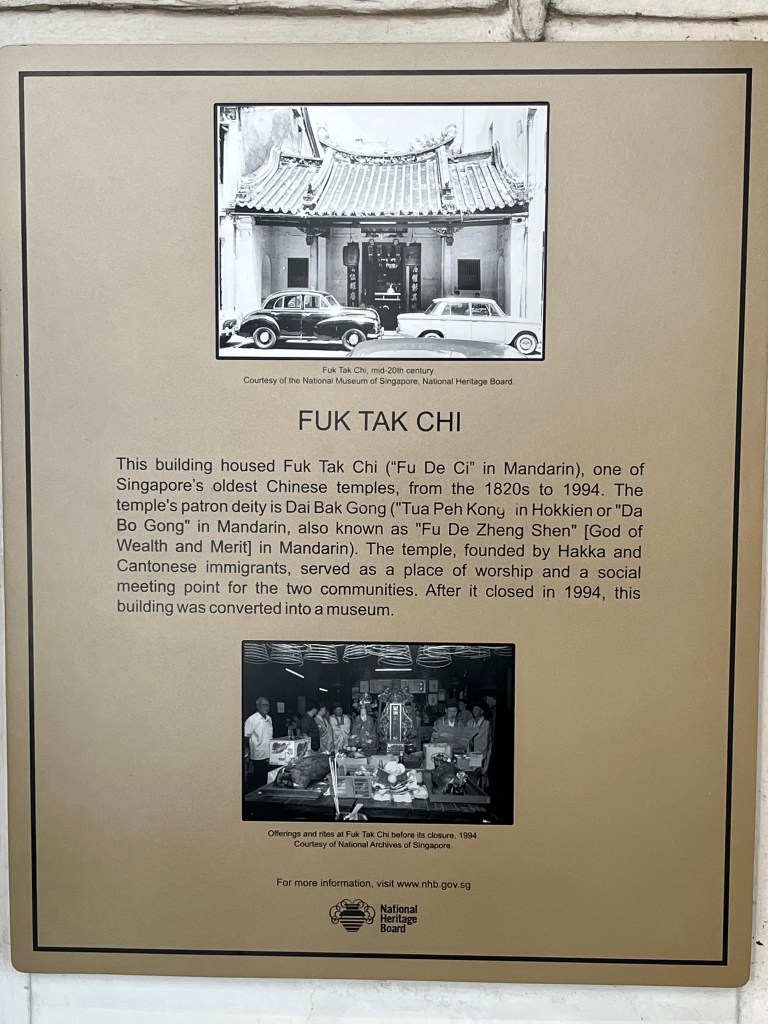 Fuk Tak Chi, mid-20th century.
Courtesy of the National Museum of Singapore, National Heritage Board
FUK TAK CHI
This building housed Fuk Tak Chi (“Fu De Ci” in Mandarin), one of
Singapore’s oldest Chinese temples, from the 1820s to 1994. The
temple's patron deity is Dai Bak Gong ("Tua Peh Kong in Hokkien or "Da
Bo Gong" in Mandarin, also known as "Fu De Zheng Shen" [God of
Wealth and Merit] in Mandarin). The temple, founded by Hakka and
Cantonese immigrants, served as a place of worship and a social
meeting point for the two communities. After it closed in 1994, this
building was converted into a museum.
Offerings and rites at Fuk Tak Chi before its closure, 1994.
Courtesy of National Archives of Singapore.
For more information, visit www.nhb.gov.sg
National
Heritage
Board